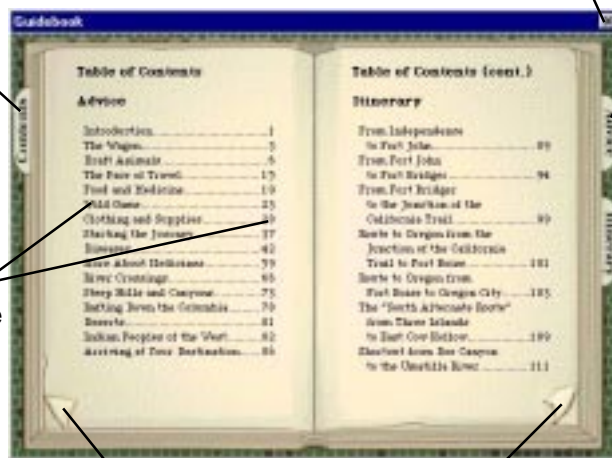 Guidebook
Contents
Table of Contents
Advice
Introduction 1
The Wagon 3
Draft Animals 6
The Pace of Travel 13
Food and Medicine 19
Wild Game 23
Clothing and Supplies
Starting the Journey 37
Diseases 42
More About Medicines 59
River Crossings 65
Steep Hills and Canyons 73
Rafting Down the Columbia 79
Deserts 81
Indian Peoples of the West 82
Arriving at Your Destination 86
Table of Contents (cont.)
Itinerary
From Independence
to Fort John 89
From Fort John
to Fort Bridger 94
From Fort Bridger
to the Junction of the
California Trail 99
Route to Oregon from the
Junction of the California
Trail to Fort Boise 101
Route to Oregon from
Fort Boise to Oregon City 103
The "South Alternate Route"
from Three Islands
to East Cow Hollow 109
Shortcut from Doe Canyon
to the Umatilla River 111